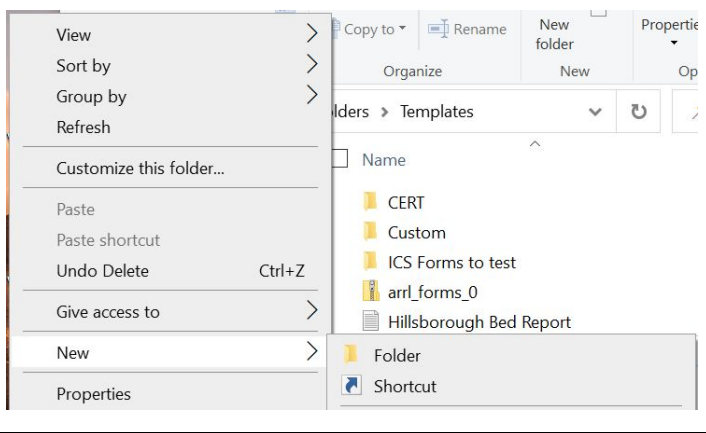 View
Sort by
Group by
Refresh
Customize this folder...
Paste
Paste shortcut
Undo Delete Ctrl+Z
Give access to
New
Properties
Copy to
Rename
New
folder
Organize
New
Templates
Name
CERT
Custom
ICS Forms to test
arrl_forms_0
Hillsborough Bed Report
Folder
Shortcut